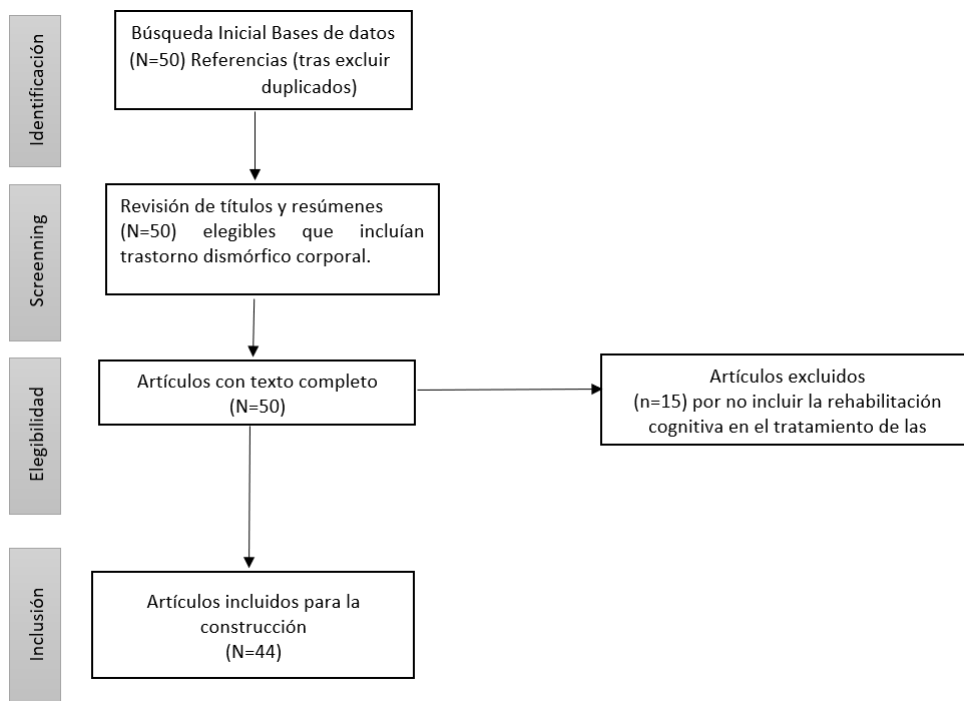 Identificación
Búsqueda Inicial Bases de datos
(N=50) Referencias (tras excluir
duplicados)
Screenning
Revisión de títulos y resúmenes
(N=50) elegibles que incluían
trastorno dismórfico corporal.
Elegibilidad
Artículos con texto completo
(N=50)
Artículos excluidos
(n=15) por no incluir la rehabilitación
cognitiva en el tratamiento de las
Inclusión
Artículos incluidos para la
construcción
(N=44)